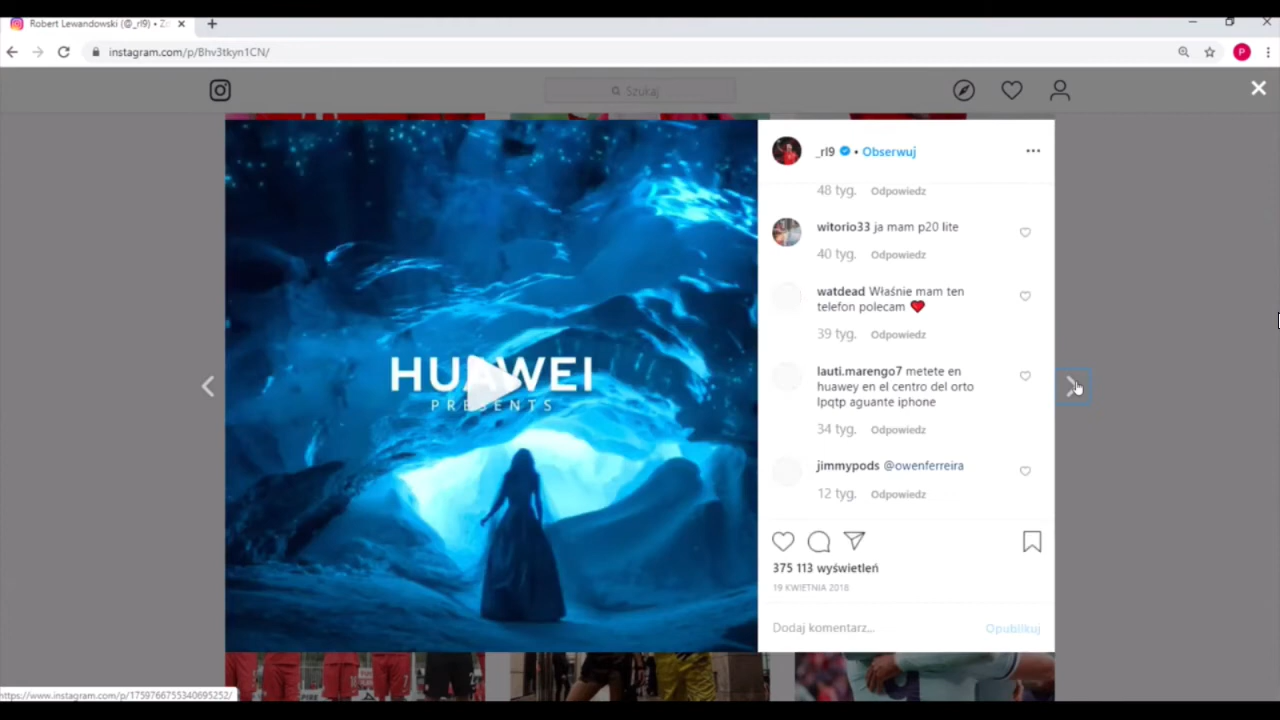 Robert Lewandowski (@_rl9) • Z
instagram.com/p/Bhv3tkyn1CN/
P
Szukaj
_rl9 • Obserwuj
48 tyg. Odpowiedz
witorio33 ja mam p20 lite
40 tyg. Odpowiedz
watdead Właśnie mam ten
telefon polecam ❤
39 tyg. Odpowiedz
lauti.marengo7 metete en
huawey en el centro del orto
lpqtp aguante iphone
34 tyg. Odpowiedz
jimmypods @owenferreira
12 tyg. Odpowiedz
HUAWEI
PRESENTS
375 113 wyświetleń
19 KWIETNIA 2018
Dodaj komentarz... Opublikuj
https://www.instagram.com/p/1759766755340695252/